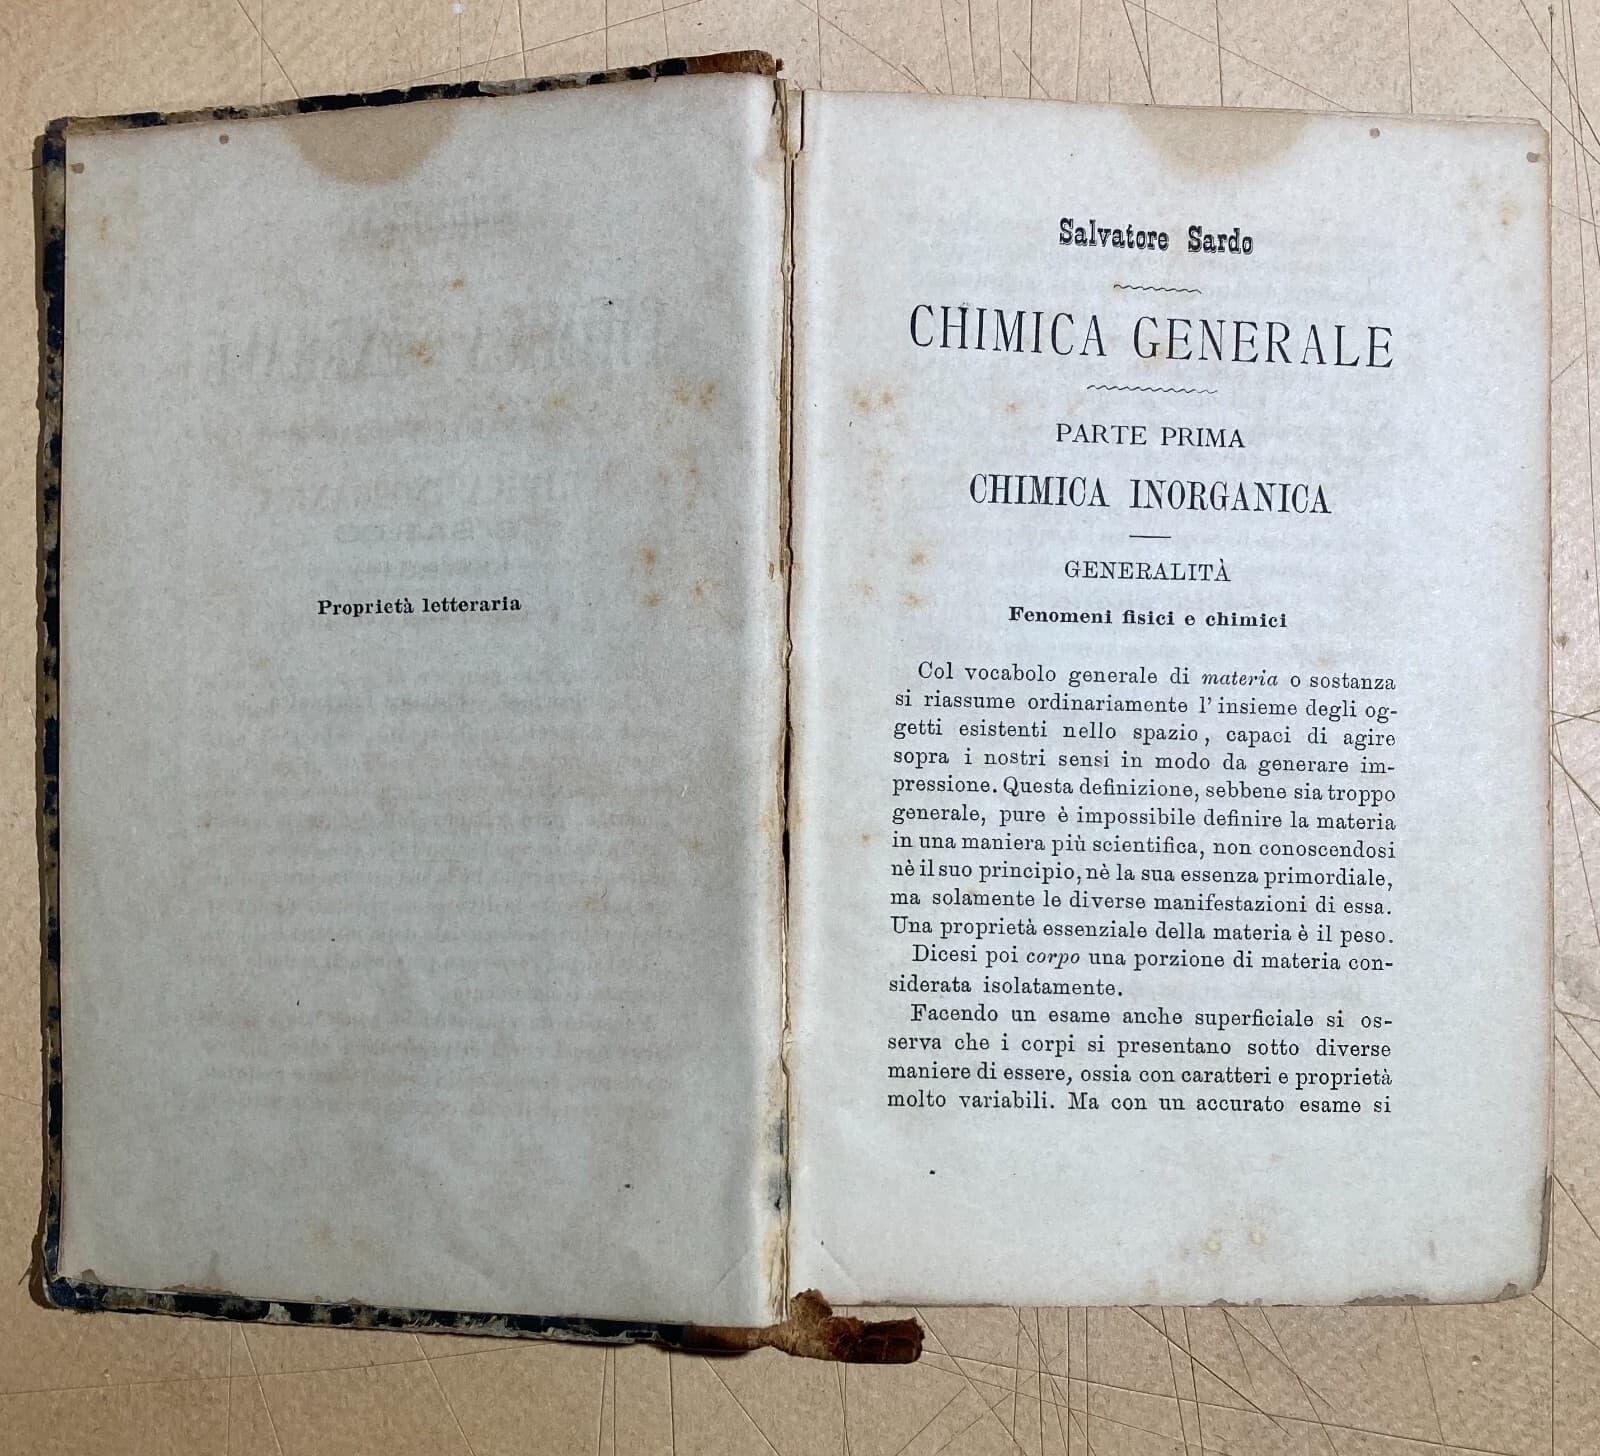 Proprietà letteraria
Salvatore Sardo
CHIMICA GENERALE
PARTE PRIMA
CHIMICA INORGANICA
GENERALITÀ
Fenomeni fisici e chimici
Col vocabolo generale di materia o sostanza
si riassume ordinariamente l' insieme degli og-
getti esistenti nello spazio, capaci di agire
sopra i nostri sensi in modo da generare im-
pressione. Questa definizione, sebbene sia troppo
generale, pure è impossibile definire la materia
in una maniera più scientifica, non conoscendosi
nè il suo principio, nè la sua essenza primordiale,
ma solamente le diverse manifestazioni di essa.
Una proprietà essenziale della materia è il peso.
Dicesi poi corpo una porzione di materia con-
siderata isolatamente.
Facendo un esame anche superficiale si os-
serva che i corpi si presentano sotto diverse
maniere di essere, ossia con caratteri e proprietà
molto variabili. Ma con un accurato esame si